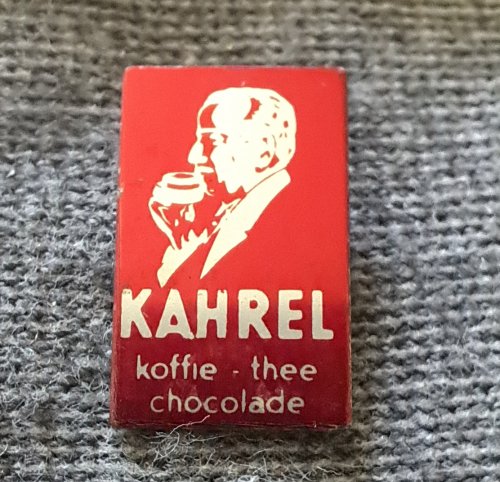 KAHREL
koffie - thee
chocolade